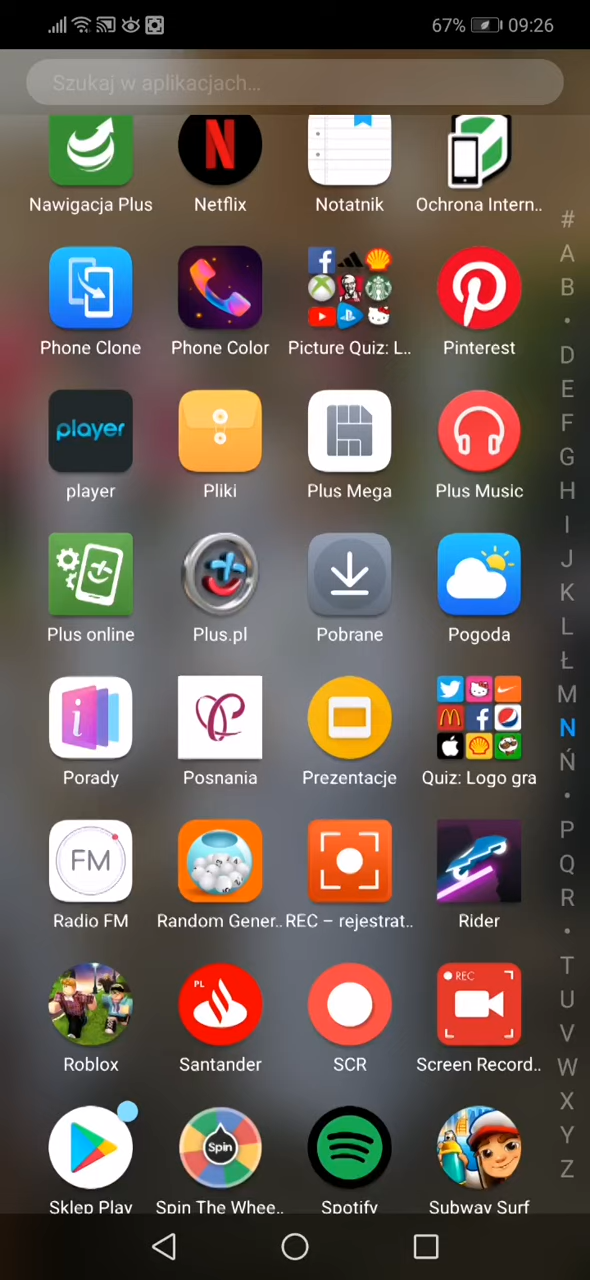 67% 09:26
Szukaj w aplikacjach...
Nawigacja Plus Netflix Notatnik Ochrona Intern..
Phone Clone Phone Color Picture Quiz: L.. Pinterest
player
player Pliki Plus Mega Plus Music
Plus online Plus.pl Pobrane Pogoda
Porady Posnania Prezentacje Quiz: Logo gra
FM
Radio FM Random Gener.. REC – rejestrat.. Rider
PL
REC
Roblox Santander SCR Screen Record..
Spin
Sklep Play Spin The Whee.. Spotify Subway Surf
#
A
B
•
D
E
F
G
H
I
J
K
L
Ł
M
N
Ń
•
P
Q
R
•
T
U
V
W
X
Y
Z